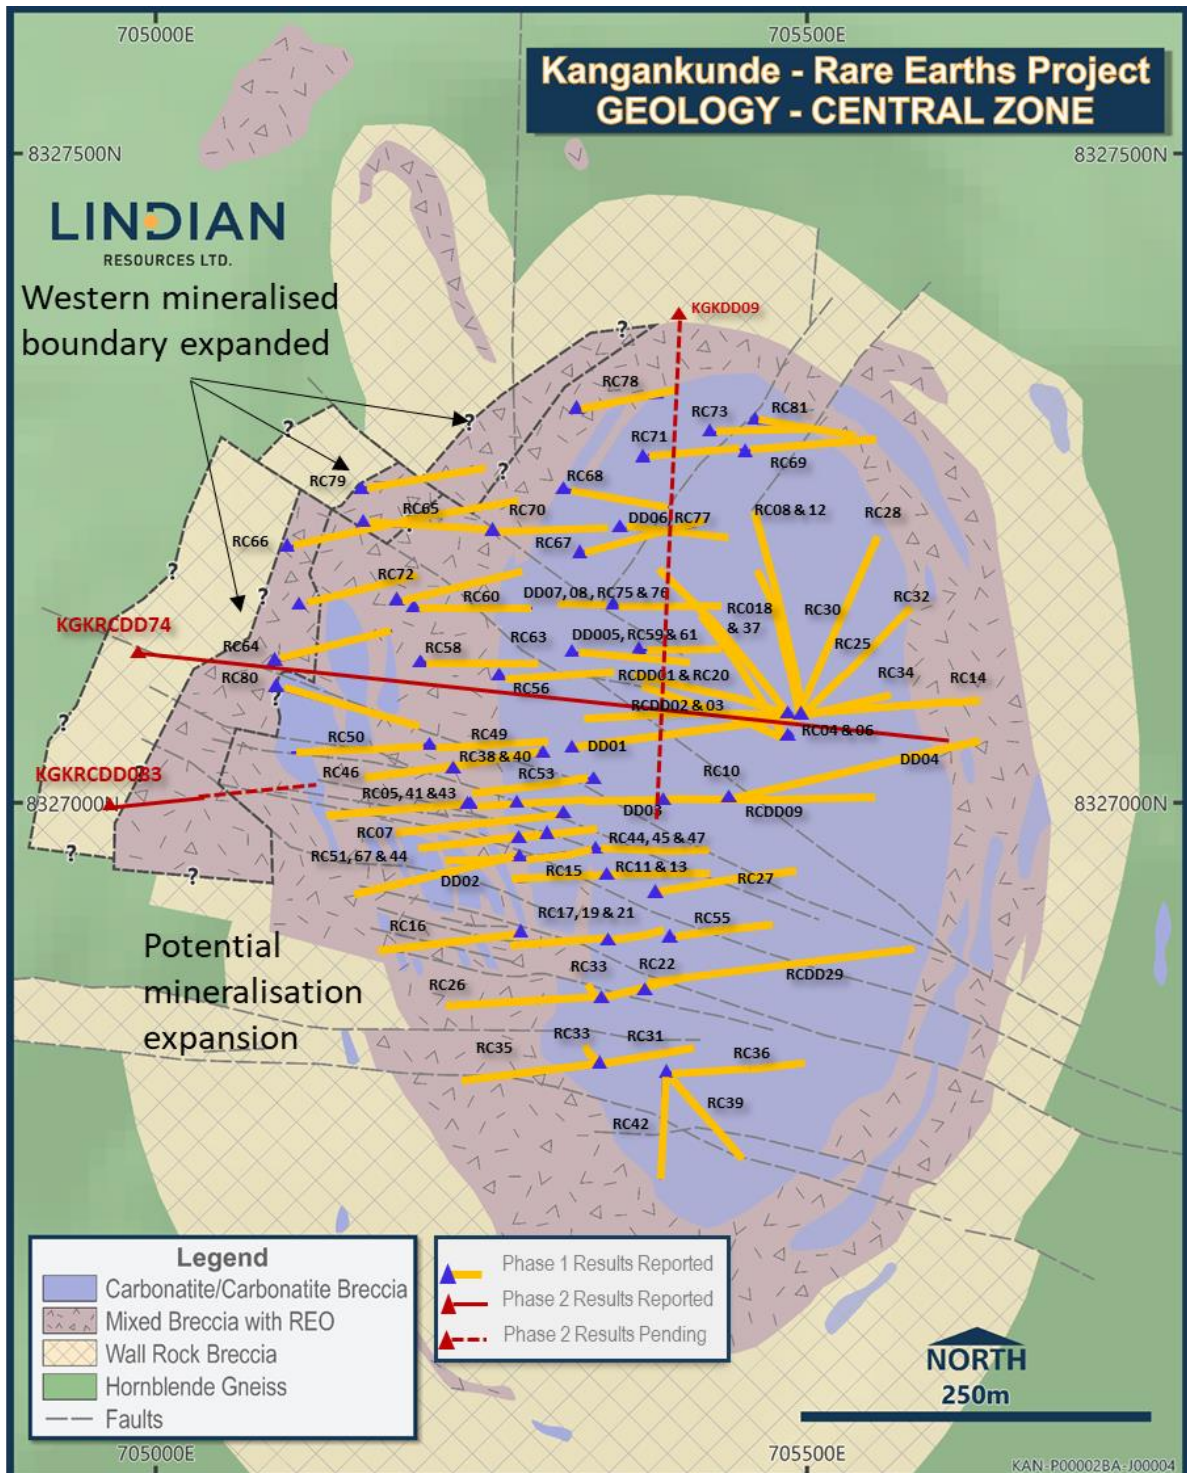 705000E
705500E
Kangankunde - Rare Earths Project
GEOLOGY - CENTRAL ZONE
8327500N
8327500N
LINDIAN
RESOURCES LTD.
Western mineralised
boundary expanded
KGKDD09
?
RC78
RC73
RC81
?
RC71
RC69
?
?
RC79
RC68
RC65
RC70
RC08 & 12
RC28
DD06, RC77
?
RC66
RC67
?
RC72
DD07, 08, RC75 & 76
RC32
?
RC60
RC018
& 37
RC30
KGKRCDD74
RC63
DD005, RC59 & 61
RC25
RC64
RC58
RCDD01 & RC20
RC34
RC14
RC80
RC56
?
RCDD02 & 03
?
RC50
RC49
RC04 & 06
DD01
RC38 & 40
DD04
KGKRCDD083
?
RC46
RC53
RC10
RC05, 41 & 43
8327000N
8327000N
DD03
RCDD09
RC07
RC44, 45 & 47
?
RC51, 67 & 44
RC15
RC11 & 13
RC27
?
DD02
RC17, 19 & 21
RC55
RC16
Potential
mineralisation
expansion
RC33
RC22
RCDD29
RC26
RC33
RC31
RC35
RC36
RC39
RC42
Legend
Carbonatite/Carbonatite Breccia
Mixed Breccia with REO
Wall Rock Breccia
Hornblende Gneiss
Faults
Phase 1 Results Reported
Phase 2 Results Reported
Phase 2 Results Pending
NORTH
250m
705000E
705500E
KAN-P00002BA-J00004